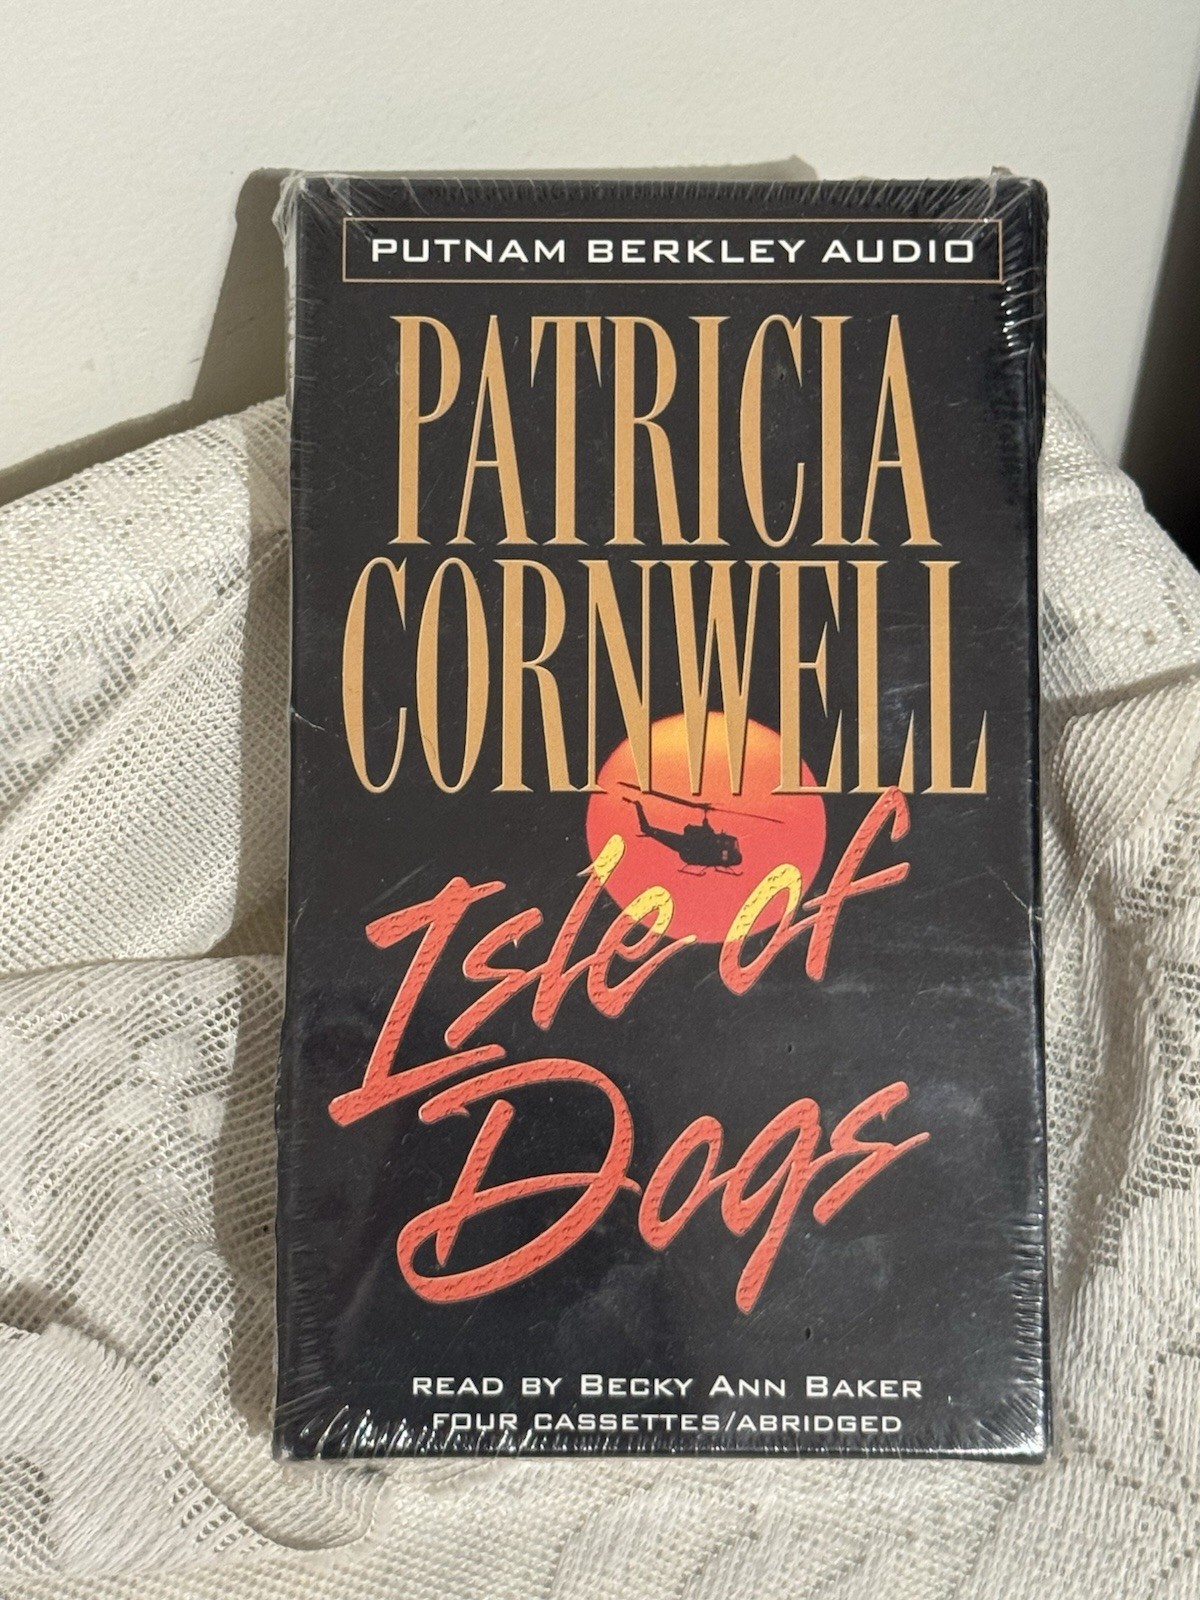 PUTNAM BERKLEY AUDIO
PATRICIA
CORNWELL
Isle of
Dogs
READ BY BECKY ANN BAKER
FOUR CASSETTES/ABRIDGED